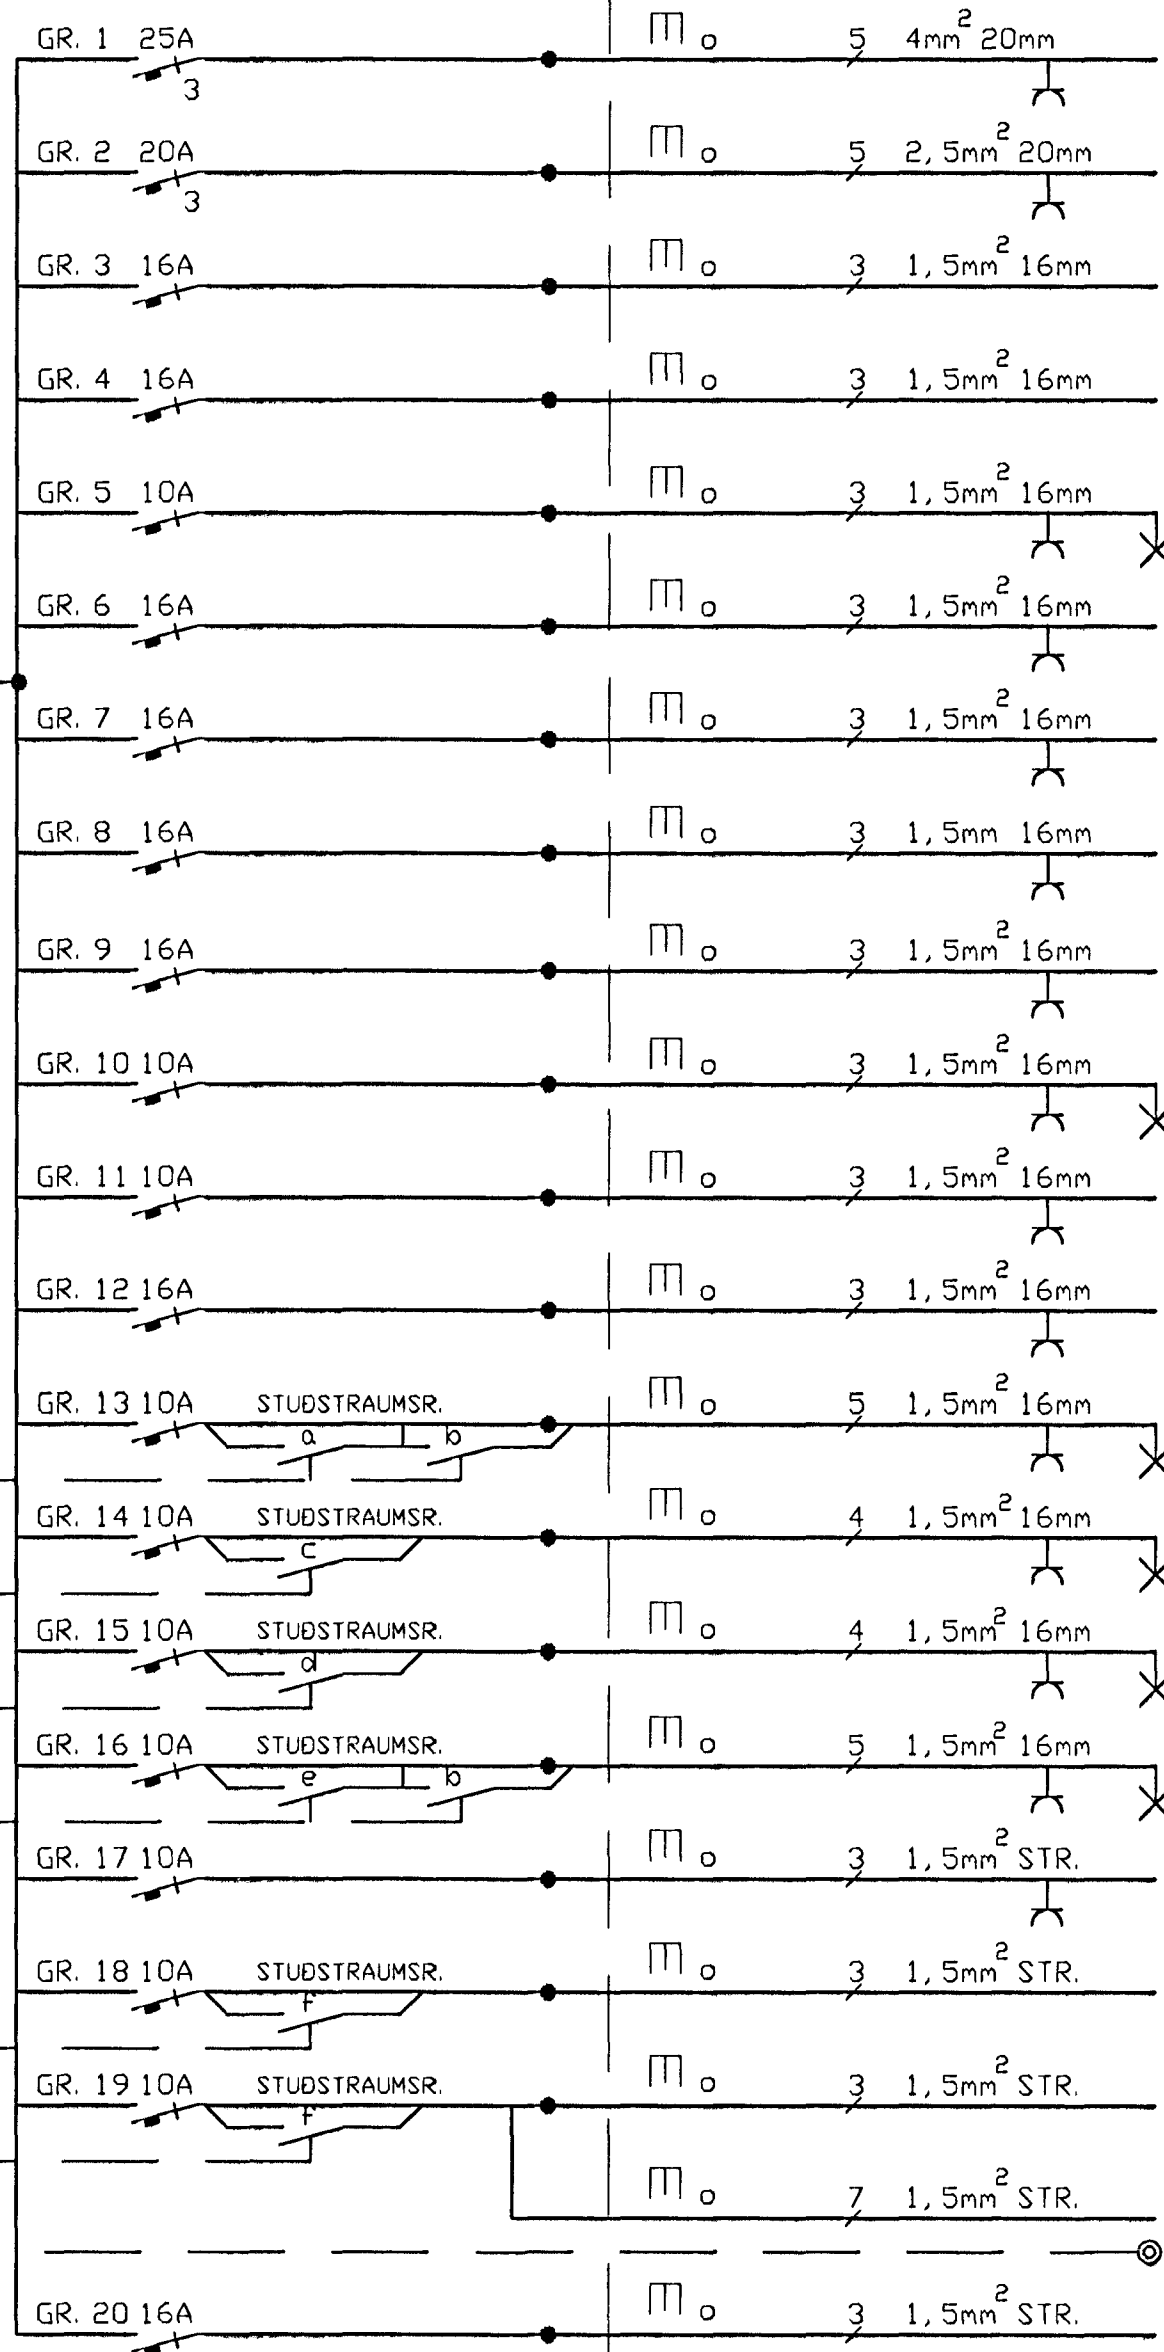 GR. 1 25A 5 4mm² 20mm
3
GR. 2 20A 5 2,5mm² 20mm
3
GR. 3 16A 3 1,5mm² 16mm
GR. 4 16A 3 1,5mm² 16mm
GR. 5 10A 3 1,5mm² 16mm
GR. 6 16A 3 1,5mm² 16mm
GR. 7 16A 3 1,5mm² 16mm
GR. 8 16A 3 1,5mm 16mm
GR. 9 16A 3 1,5mm² 16mm
GR. 10 10A 3 1,5mm² 16mm
GR. 11 10A 3 1,5mm² 16mm
GR. 12 16A 3 1,5mm² 16mm
GR. 13 10A STUÐSTRAUMSR. 5 1,5mm² 16mm
a b
GR. 14 10A STUÐSTRAUMSR. 4 1,5mm² 16mm
c
GR. 15 10A STUÐSTRAUMSR. 4 1,5mm² 16mm
d
GR. 16 10A STUÐSTRAUMSR. 5 1,5mm² 16mm
e b
GR. 17 10A 3 1,5mm² STR.
GR. 18 10A STUÐSTRAUMSR. 3 1,5mm² STR.
f
GR. 19 10A STUÐSTRAUMSR. 3 1,5mm² STR.
f
7 1,5mm² STR.
GR. 20 16A 3 1,5mm² STR.